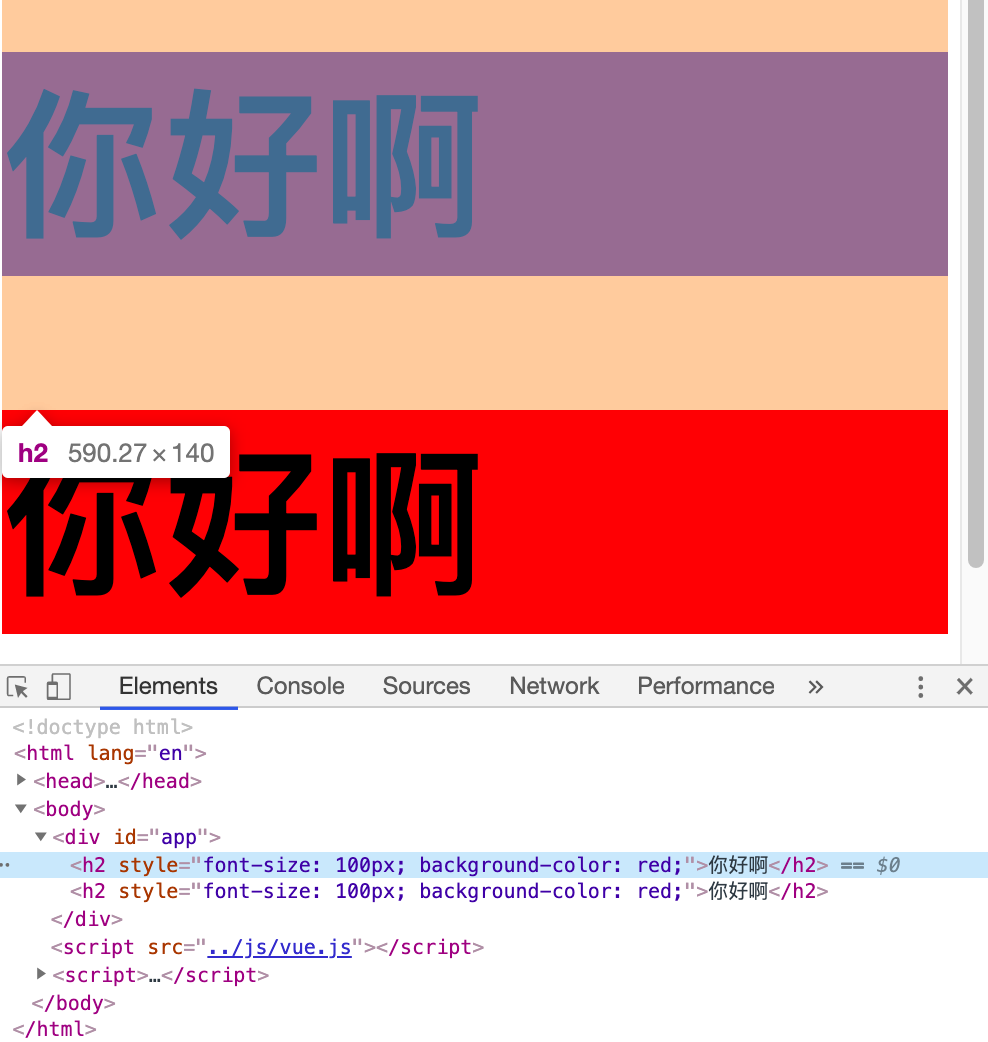 你好啊
h2 590.27 × 140
你好啊
Elements Console Sources Network Performance »
<!doctype html>
<html lang="en">
<head>…</head>
<body>
<div id="app">
<h2 style="font-size: 100px; background-color: red;">你好啊</h2> == $0
<h2 style="font-size: 100px; background-color: red;">你好啊</h2>
</div>
<script src="../js/vue.js"></script>
<script>…</script>
</body>
</html>